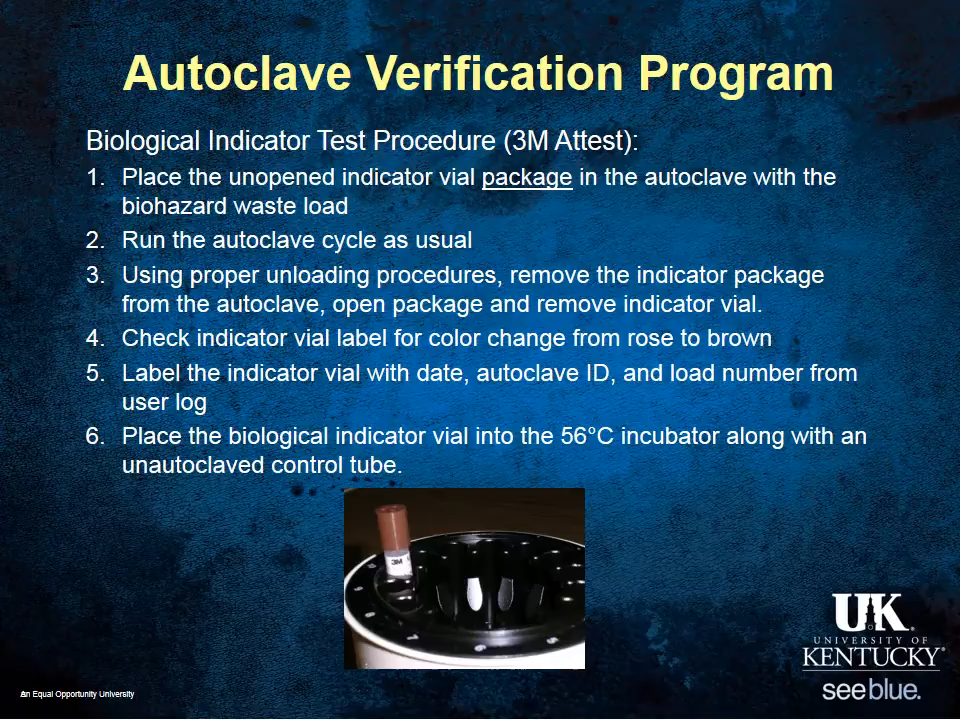 Autoclave Verification Program
Biological Indicator Test Procedure (3M Attest):
1. Place the unopened indicator vial package in the autoclave with the
biohazard waste load
2. Run the autoclave cycle as usual
3. Using proper unloading procedures, remove the indicator package
from the autoclave, open package and remove indicator vial.
4. Check indicator vial label for color change from rose to brown
5. Label the indicator vial with date, autoclave ID, and load number from
user log
6. Place the biological indicator vial into the 56°C incubator along with an
unautoclaved control tube.
3M
UK®
UNIVERSITY OF
KENTUCKY®
seeblue.
An Equal Opportunity University